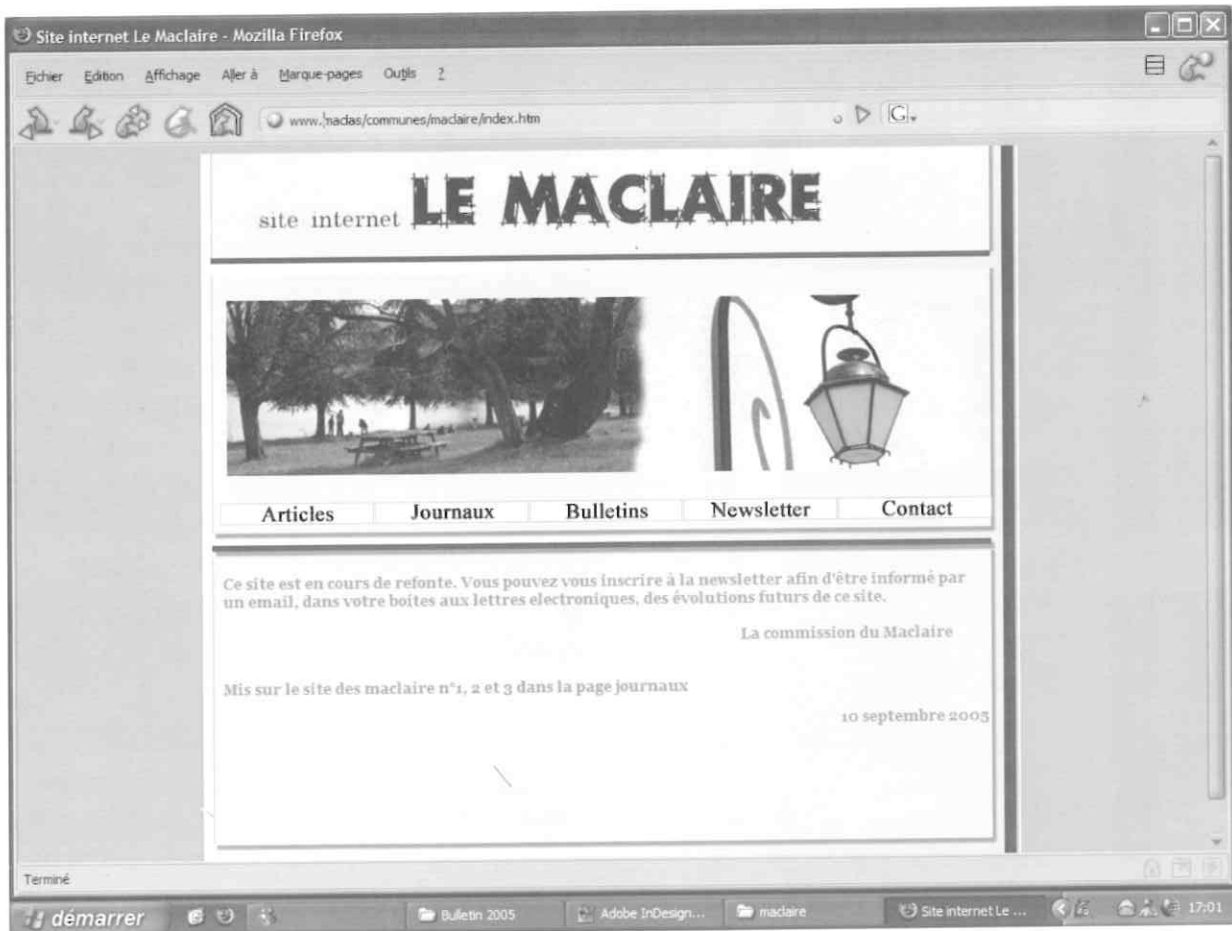 Site internet Le Maclaire - Mozilla Firefox
Fichier Edition Affichage Aller à Marque-pages Outils ?
www.maclas/communes/maclaire/index.htm
G
site internet LE MACLAIRE
Articles Journaux Bulletins Newsletter Contact
Ce site est en cours de refonte. Vous pouvez vous inscrire à la newsletter afin d'être informé par
un email, dans votre boites aux lettres electroniques, des évolutions futurs de ce site.
La commission du Maclaire
Mis sur le site des maclaire n°1, 2 et 3 dans la page journaux
10 septembre 2005
Terminé
démarrer Bulletin 2005 Adobe InDesign... maclaire Site internet Le ... 17:01